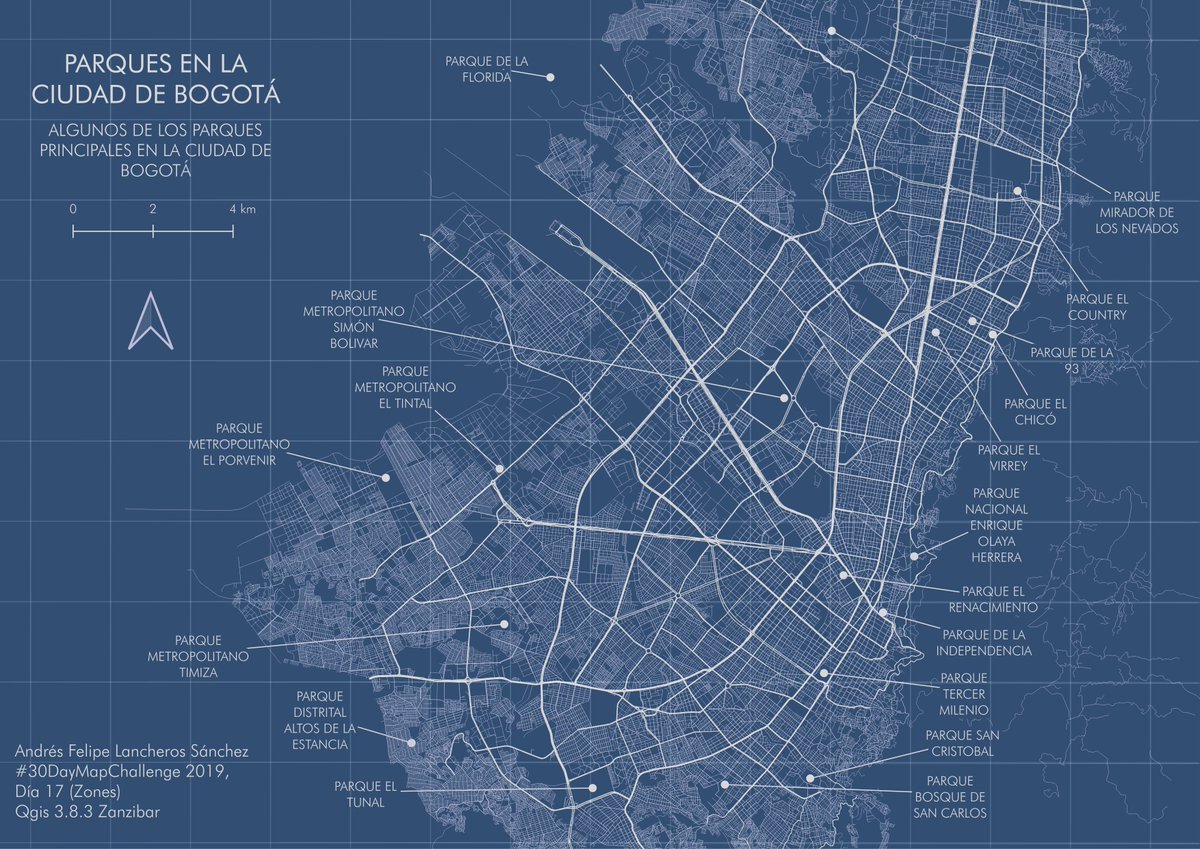 PARQUES EN LA
CIUDAD DE BOGOTÁ
ALGUNOS DE LOS PARQUES
PRINCIPALES EN LA CIUDAD DE
BOGOTÁ
0 2 4 km
PARQUE DE LA
FLORIDA
PARQUE
MIRADOR DE
LOS NEVADOS
PARQUE EL
COUNTRY
PARQUE DE LA
93
PARQUE EL
CHICÓ
PARQUE EL
VIRREY
PARQUE
NACIONAL
ENRIQUE
OLAYA
HERRERA
PARQUE EL
RENACIMIENTO
PARQUE DE LA
INDEPENDENCIA
PARQUE
TERCER
MILENIO
PARQUE SAN
CRISTOBAL
PARQUE
BOSQUE DE
SAN CARLOS
PARQUE
METROPOLITANO
SIMÓN
BOLIVAR
PARQUE
METROPOLITANO
EL TINTAL
PARQUE
METROPOLITANO
EL PORVENIR
PARQUE
METROPOLITANO
TIMIZA
PARQUE
DISTRITAL
ALTOS DE LA
ESTANCIA
PARQUE EL
TUNAL
Andrés Felipe Lancheros Sánchez
#30DayMapChallenge 2019,
Día 17 (Zones)
Qgis 3.8.3 Zanzibar